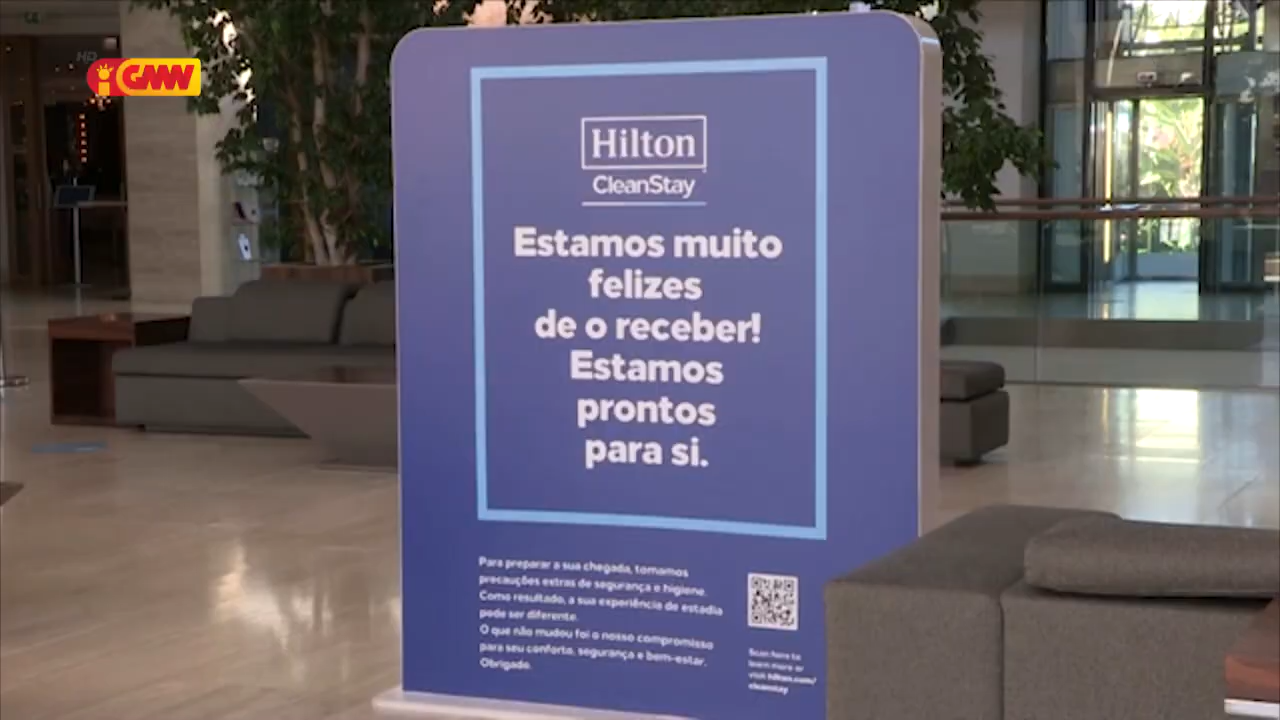 HD
iGMW
Hilton
CleanStay
Estamos muito
felizes
de o receber!
Estamos
prontos
para si.
Para preparar a sua chegada, tomamos
precauções extras de segurança e higiene.
Como resultado, a sua experiência de estadia
pode ser diferente.
O que não mudou foi o nosso compromisso
para seu conforto, segurança e bem-estar.
Obrigado.
Scan here to
learn more or
visit hilton.com/
cleanstay